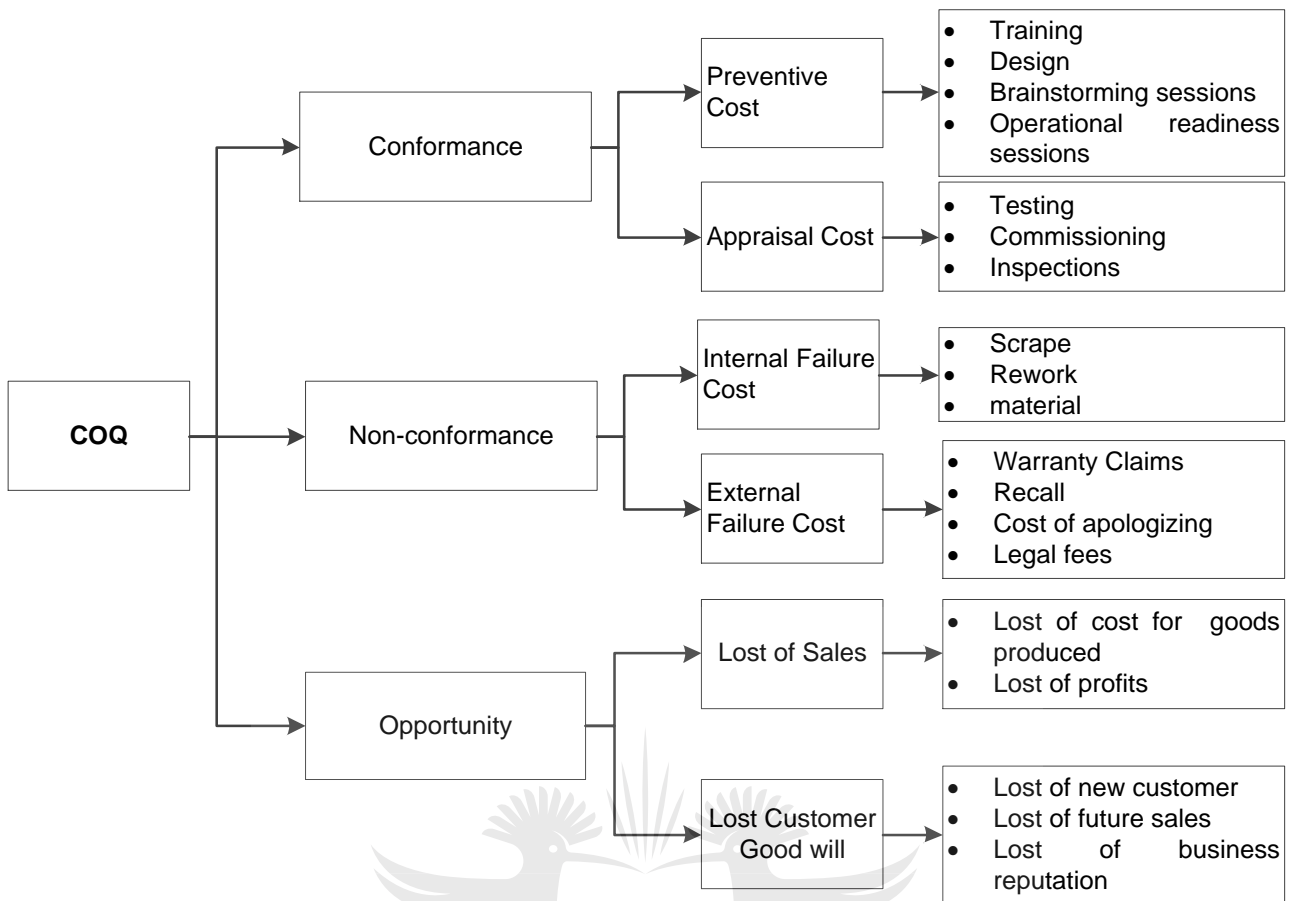 COQ
Conformance
Preventive
Cost
• Training
• Design
• Brainstorming sessions
• Operational readiness
sessions
Appraisal Cost
• Testing
• Commissioning
• Inspections
Non-conformance
Internal Failure
Cost
• Scrape
• Rework
• material
External
Failure Cost
• Warranty Claims
• Recall
• Cost of apologizing
• Legal fees
Opportunity
Lost of Sales
• Lost of cost for goods
produced
• Lost of profits
Lost Customer
Good will
• Lost of new customer
• Lost of future sales
• Lost of business
reputation